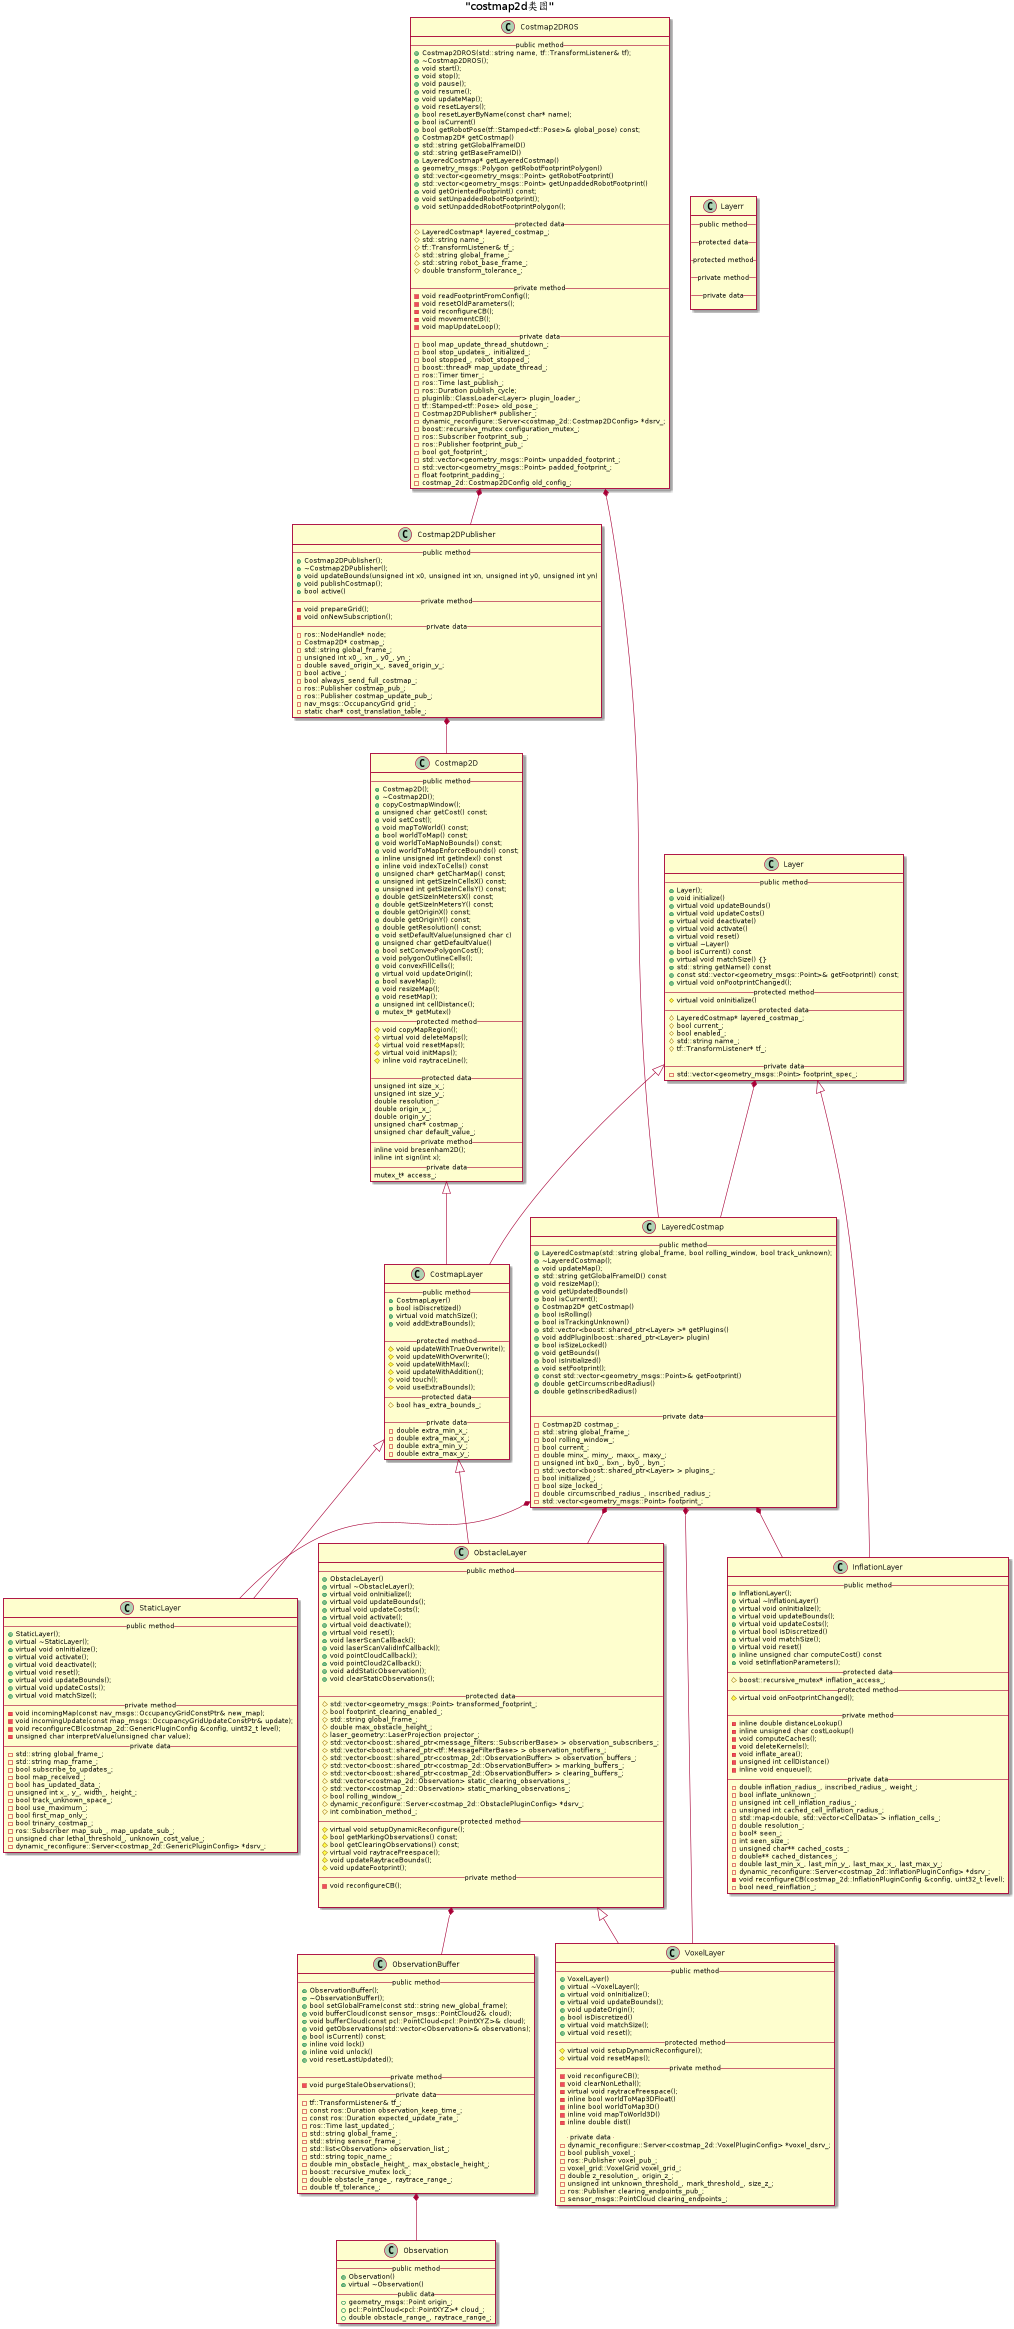 "costmap2d类图"
Costmap2DROS
public method
Costmap2DROS(std::string name, tf::TransformListener& tf);
~Costmap2DROS();
void start();
void stop();
void pause();
void resume();
void updateMap();
void resetLayers();
bool resetLayerByName(const char* name);
bool isCurrent()
bool getRobotPose(tf::Stamped<tf::Pose>& global_pose) const;
Costmap2D* getCostmap()
std::string getGlobalFrameID()
std::string getBaseFrameID()
LayeredCostmap* getLayeredCostmap()
geometry_msgs::Polygon getRobotFootprintPolygon()
std::vector<geometry_msgs::Point> getRobotFootprint()
std::vector<geometry_msgs::Point> getUnpaddedRobotFootprint()
void getOrientedFootprint() const;
void setUnpaddedRobotFootprint();
void setUnpaddedRobotFootprintPolygon();
protected data
LayeredCostmap* layered_costmap_;
std::string name_;
tf::TransformListener& tf_;
std::string global_frame_;
std::string robot_base_frame_;
double transform_tolerance_;
private method
void readFootprintFromConfig();
void resetOldParameters();
void reconfigureCB();
void movementCB();
void mapUpdateLoop();
private data
bool map_update_thread_shutdown_;
bool stop_updates_, initialized_;
bool stopped_, robot_stopped_;
boost::thread* map_update_thread_;
ros::Timer timer_;
ros::Time last_publish_;
ros::Duration publish_cycle;
pluginlib::ClassLoader<Layer> plugin_loader_;
tf::Stamped<tf::Pose> old_pose_;
Costmap2DPublisher* publisher_;
dynamic_reconfigure::Server<costmap_2d::Costmap2DConfig> *dsrv_;
boost::recursive_mutex configuration_mutex_;
ros::Subscriber footprint_sub_;
ros::Publisher footprint_pub_;
bool got_footprint_;
std::vector<geometry_msgs::Point> unpadded_footprint_;
std::vector<geometry_msgs::Point> padded_footprint_;
float footprint_padding_;
costmap_2d::Costmap2DConfig old_config_;
Layerr
public method
protected data
protected method
private method
private data
Costmap2DPublisher
public method
Costmap2DPublisher();
~Costmap2DPublisher();
void updateBounds(unsigned int x0, unsigned int xn, unsigned int y0, unsigned int yn)
void publishCostmap();
bool active()
private method
void prepareGrid();
void onNewSubscription();
private data
ros::NodeHandle* node;
Costmap2D* costmap_;
std::string global_frame_;
unsigned int x0_, xn_, y0_, yn_;
double saved_origin_x_, saved_origin_y_;
bool active_;
bool always_send_full_costmap_;
ros::Publisher costmap_pub_;
ros::Publisher costmap_update_pub_;
nav_msgs::OccupancyGrid grid_;
static char* cost_translation_table_;
Costmap2D
public method
Costmap2D();
~Costmap2D();
copyCostmapWindow();
unsigned char getCost() const;
void setCost();
void mapToWorld() const;
bool worldToMap() const;
void worldToMapNoBounds() const;
void worldToMapEnforceBounds() const;
inline unsigned int getIndex() const
inline void indexToCells() const
unsigned char* getCharMap() const;
unsigned int getSizeInCellsX() const;
unsigned int getSizeInCellsY() const;
double getSizeInMetersX() const;
double getSizeInMetersY() const;
double getOriginX() const;
double getOriginY() const;
double getResolution() const;
void setDefaultValue(unsigned char c)
unsigned char getDefaultValue()
bool setConvexPolygonCost();
void polygonOutlineCells();
void convexFillCells();
virtual void updateOrigin();
bool saveMap();
void resizeMap();
void resetMap();
unsigned int cellDistance();
mutex_t* getMutex()
protected method
void copyMapRegion();
virtual void deleteMaps();
virtual void resetMaps();
virtual void initMaps();
inline void raytraceLine();
protected data
unsigned int size_x_;
unsigned int size_y_;
double resolution_;
double origin_x_;
double origin_y_;
unsigned char* costmap_;
unsigned char default_value_;
private method
inline void bresenham2D();
inline int sign(int x);
private data
mutex_t* access_;
Layer
public method
Layer();
void initialize()
virtual void updateBounds()
virtual void updateCosts()
virtual void deactivate()
virtual void activate()
virtual void reset()
virtual ~Layer()
bool isCurrent() const
virtual void matchSize() {}
std::string getName() const
const std::vector<geometry_msgs::Point>& getFootprint() const;
virtual void onFootprintChanged();
protected method
virtual void onInitialize()
protected data
LayeredCostmap* layered_costmap_;
bool current_;
bool enabled_;
std::string name_;
tf::TransformListener* tf_;
private data
std::vector<geometry_msgs::Point> footprint_spec_;
LayeredCostmap
public method
LayeredCostmap(std::string global_frame, bool rolling_window, bool track_unknown);
~LayeredCostmap();
void updateMap();
std::string getGlobalFrameID() const
void resizeMap();
void getUpdatedBounds()
bool isCurrent();
Costmap2D* getCostmap()
bool isRolling()
bool isTrackingUnknown()
std::vector<boost::shared_ptr<Layer> >* getPlugins()
void addPlugin(boost::shared_ptr<Layer> plugin)
bool isSizeLocked()
void getBounds()
bool isInitialized()
void setFootprint();
const std::vector<geometry_msgs::Point>& getFootprint()
double getCircumscribedRadius()
double getInscribedRadius()
private data
Costmap2D costmap_;
std::string global_frame_;
bool rolling_window_;
bool current_;
double minx_, miny_, maxx_, maxy_;
unsigned int bx0_, bxn_, by0_, byn_;
std::vector<boost::shared_ptr<Layer> > plugins_;
bool initialized_;
bool size_locked_;
double circumscribed_radius_, inscribed_radius_;
std::vector<geometry_msgs::Point> footprint_;
CostmapLayer
public method
CostmapLayer()
bool isDiscretized()
virtual void matchSize();
void addExtraBounds();
protected method
void updateWithTrueOverwrite();
void updateWithOverwrite();
void updateWithMax();
void updateWithAddition();
void touch();
void useExtraBounds();
protected data
bool has_extra_bounds_;
private data
double extra_min_x_;
double extra_max_x_;
double extra_min_y_;
double extra_max_y_;
StaticLayer
public method
StaticLayer();
virtual ~StaticLayer();
virtual void onInitialize();
virtual void activate();
virtual void deactivate();
virtual void reset();
virtual void updateBounds();
virtual void updateCosts();
virtual void matchSize();
private method
void incomingMap(const nav_msgs::OccupancyGridConstPtr& new_map);
void incomingUpdate(const map_msgs::OccupancyGridUpdateConstPtr& update);
void reconfigureCB(costmap_2d::GenericPluginConfig &config, uint32_t level);
unsigned char interpretValue(unsigned char value);
private data
std::string global_frame_;
std::string map_frame_;
bool subscribe_to_updates_;
bool map_received_;
bool has_updated_data_;
unsigned int x_, y_, width_, height_;
bool track_unknown_space_;
bool use_maximum_;
bool first_map_only_;
bool trinary_costmap_;
ros::Subscriber map_sub_, map_update_sub_;
unsigned char lethal_threshold_, unknown_cost_value_;
dynamic_reconfigure::Server<costmap_2d::GenericPluginConfig> *dsrv_;
ObstacleLayer
public method
ObstacleLayer()
virtual ~ObstacleLayer();
virtual void onInitialize();
virtual void updateBounds();
virtual void updateCosts();
virtual void activate();
virtual void deactivate();
virtual void reset();
void laserScanCallback();
void laserScanValidInfCallback();
void pointCloudCallback();
void pointCloud2Callback();
void addStaticObservation();
void clearStaticObservations();
protected data
std::vector<geometry_msgs::Point> transformed_footprint_;
bool footprint_clearing_enabled_;
std::string global_frame_;
double max_obstacle_height_;
laser_geometry::LaserProjection projector_;
std::vector<boost::shared_ptr<message_filters::SubscriberBase> > observation_subscribers_;
std::vector<boost::shared_ptr<tf::MessageFilterBase> > observation_notifiers_;
std::vector<boost::shared_ptr<costmap_2d::ObservationBuffer> > observation_buffers_;
std::vector<boost::shared_ptr<costmap_2d::ObservationBuffer> > marking_buffers_;
std::vector<boost::shared_ptr<costmap_2d::ObservationBuffer> > clearing_buffers_;
std::vector<costmap_2d::Observation> static_clearing_observations_;
std::vector<costmap_2d::Observation> static_marking_observations_;
bool rolling_window_;
dynamic_reconfigure::Server<costmap_2d::ObstaclePluginConfig> *dsrv_;
int combination_method_;
protected method
virtual void setupDynamicReconfigure();
bool getMarkingObservations() const;
bool getClearingObservations() const;
virtual void raytraceFreespace();
void updateRaytraceBounds();
void updateFootprint();
private method
void reconfigureCB();
InflationLayer
public method
InflationLayer();
virtual ~InflationLayer()
virtual void onInitialize();
virtual void updateBounds();
virtual void updateCosts();
virtual bool isDiscretized()
virtual void matchSize();
virtual void reset()
inline unsigned char computeCost() const
void setInflationParameters();
protected data
boost::recursive_mutex* inflation_access_;
protected method
virtual void onFootprintChanged();
private method
inline double distanceLookup()
inline unsigned char costLookup()
void computeCaches();
void deleteKernels();
void inflate_area();
unsigned int cellDistance()
inline void enqueue();
private data
double inflation_radius_, inscribed_radius_, weight_;
bool inflate_unknown_;
unsigned int cell_inflation_radius_;
unsigned int cached_cell_inflation_radius_;
std::map<double, std::vector<CellData> > inflation_cells_;
double resolution_;
bool* seen_;
int seen_size_;
unsigned char** cached_costs_;
double** cached_distances_;
double last_min_x_, last_min_y_, last_max_x_, last_max_y_;
dynamic_reconfigure::Server<costmap_2d::InflationPluginConfig> *dsrv_;
void reconfigureCB(costmap_2d::InflationPluginConfig &config, uint32_t level);
bool need_reinflation_;
ObservationBuffer
public method
ObservationBuffer();
~ObservationBuffer();
bool setGlobalFrame(const std::string new_global_frame);
void bufferCloud(const sensor_msgs::PointCloud2& cloud);
void bufferCloud(const pcl::PointCloud<pcl::PointXYZ>& cloud);
void getObservations(std::vector<Observation>& observations);
bool isCurrent() const;
inline void lock()
inline void unlock()
void resetLastUpdated();
private method
void purgeStaleObservations();
private data
tf::TransformListener& tf_;
const ros::Duration observation_keep_time_;
const ros::Duration expected_update_rate_;
ros::Time last_updated_;
std::string global_frame_;
std::string sensor_frame_;
std::list<Observation> observation_list_;
std::string topic_name_;
double min_obstacle_height_, max_obstacle_height_;
boost::recursive_mutex lock_;
double obstacle_range_, raytrace_range_;
double tf_tolerance_;
VoxelLayer
public method
VoxelLayer()
virtual ~VoxelLayer();
virtual void onInitialize();
virtual void updateBounds();
void updateOrigin();
bool isDiscretized()
virtual void matchSize();
virtual void reset();
protected method
virtual void setupDynamicReconfigure();
virtual void resetMaps();
private method
void reconfigureCB();
void clearNonLethal();
virtual void raytraceFreespace();
inline bool worldToMap3DFloat()
inline bool worldToMap3D()
inline void mapToWorld3D()
inline double dist()
- private data -
dynamic_reconfigure::Server<costmap_2d::VoxelPluginConfig> *voxel_dsrv_;
bool publish_voxel_;
ros::Publisher voxel_pub_;
voxel_grid::VoxelGrid voxel_grid_;
double z_resolution_, origin_z_;
unsigned int unknown_threshold_, mark_threshold_, size_z_;
ros::Publisher clearing_endpoints_pub_;
sensor_msgs::PointCloud clearing_endpoints_;
Observation
public method
Observation()
virtual ~Observation()
public data
geometry_msgs::Point origin_;
pcl::PointCloud<pcl::PointXYZ>* cloud_;
double obstacle_range_, raytrace_range_;